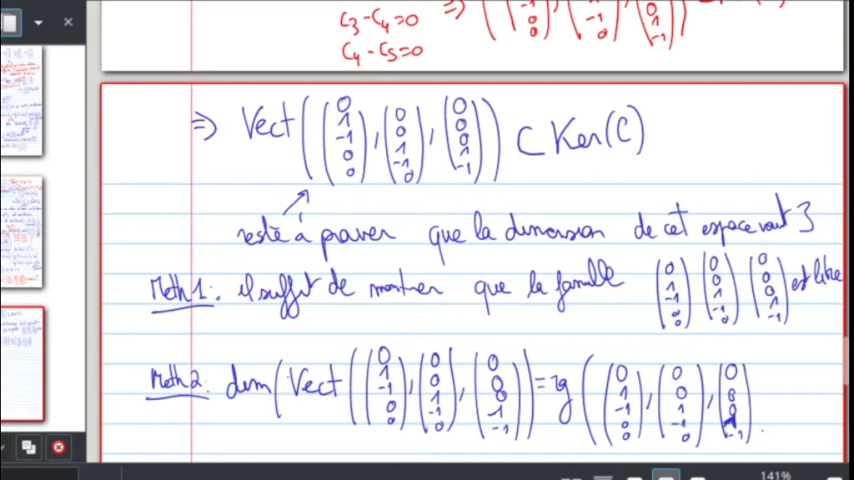 C3 - C4 = 0
C4 - C5 = 0
⇒ Vect((0 1 -1 0 0), (0 0 1 -1 0), (0 0 0 1 -1)) ⊂ Ker(C)
reste à prouver que la dimension de cet espace vaut 3
Meth 1: il suffit de montrer que la famille (0 1 -1 0 0) (0 0 1 -1 0) (0 0 0 1 -1) est libre
Meth 2: dim(Vect((0 1 -1 0 0), (0 0 1 -1 0), (0 0 0 1 -1)) = rg((0 1 -1 0 0), (0 0 1 -1 0), (0 0 0 1 -1).
141%